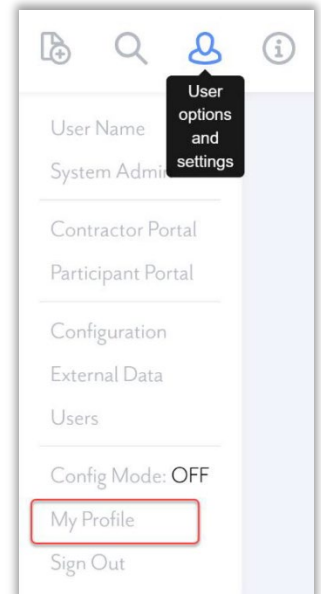 User
options
and
settings
User Name
System Admi
Contractor Portal
Participant Portal
Configuration
External Data
Users
Config Mode: OFF
My Profile
Sign Out